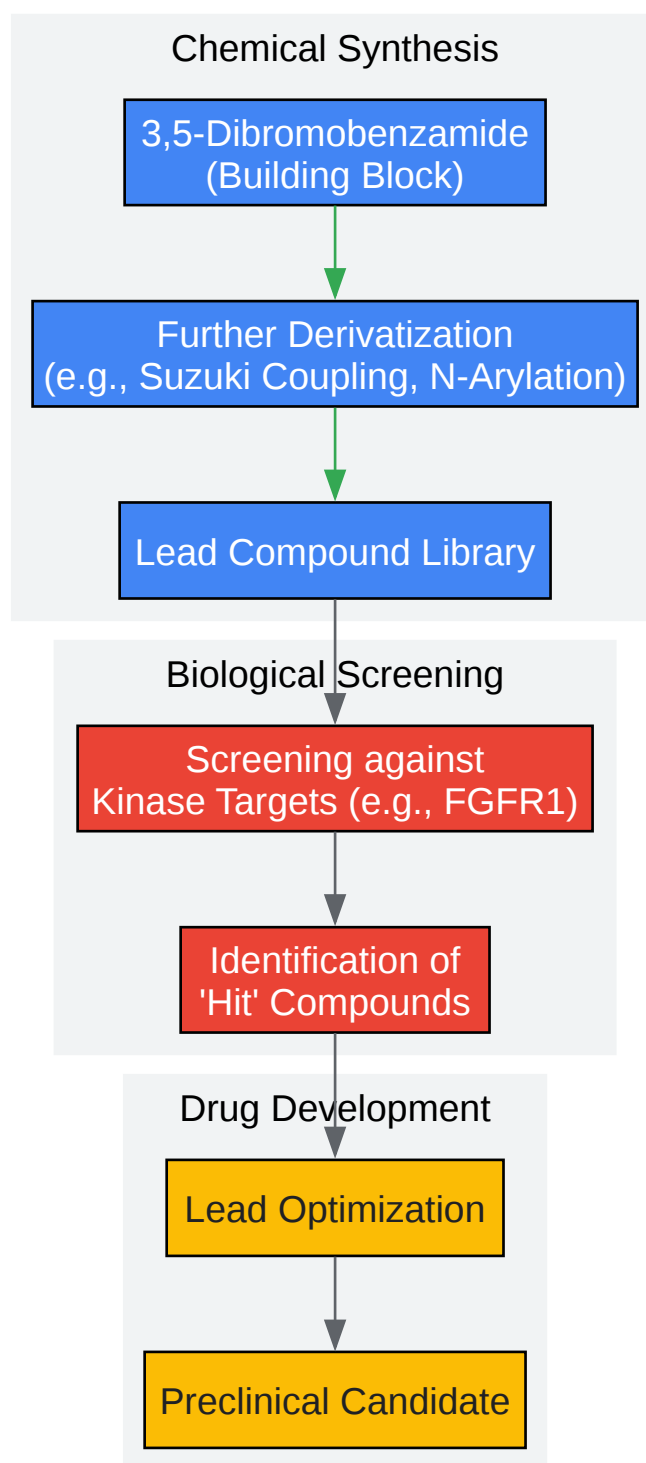 Chemical Synthesis
3,5-Dibromobenzamide
(Building Block)
Further Derivatization
(e.g., Suzuki Coupling, N-Arylation)
Lead Compound Library
Biological Screening
Screening against
Kinase Targets (e.g., FGFR1)
Identification of
'Hit' Compounds
Drug Development
Lead Optimization
Preclinical Candidate